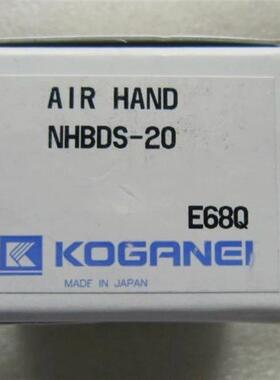 AIR HAND
NHBDS-20
E68Q
KOGANEI
MADE IN JAPAN